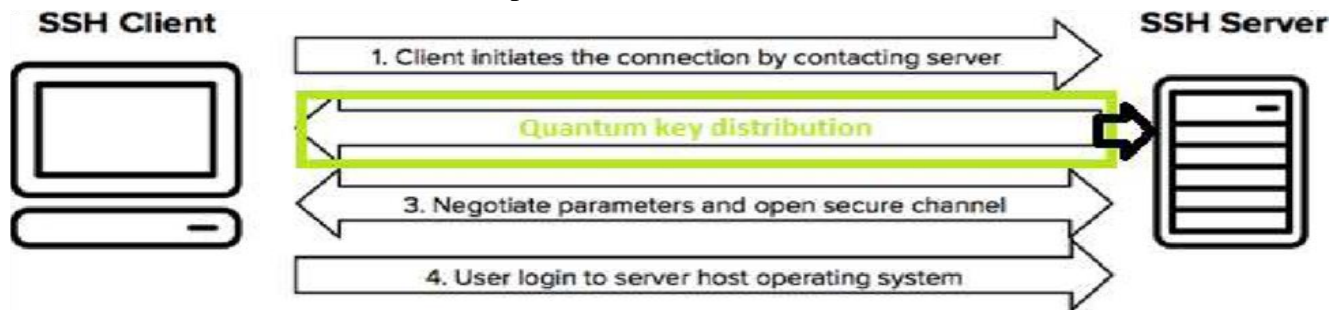 SSH Client
SSH Server
1. Client initiates the connection by contacting server
Quantum key distribution
3. Negotiate parameters and open secure channel
4. User login to server host operating system